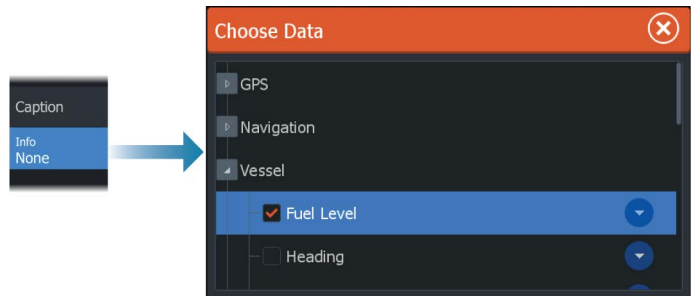 Choose Data
GPS
Caption
Navigation
Info
None
Vessel
Fuel Level
Heading